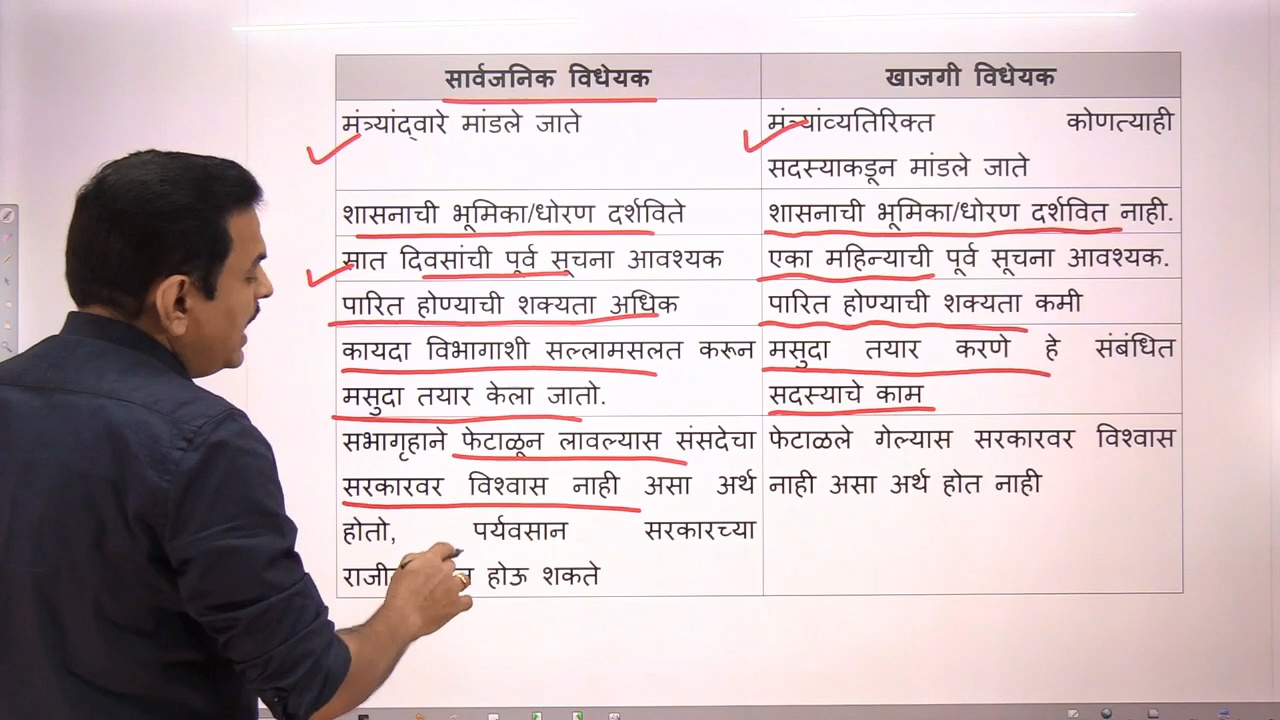 सार्वजनिक विधेयक
खाजगी विधेयक
मंत्र्यांद्वारे मांडले जाते
मंत्र्यांव्यतिरिक्त कोणत्याही
सदस्याकडून मांडले जाते
शासनाची भूमिका/धोरण दर्शविते
शासनाची भूमिका/धोरण दर्शवित नाही.
सात दिवसांची पूर्व सूचना आवश्यक
एका महिन्याची पूर्व सूचना आवश्यक.
पारित होण्याची शक्यता अधिक
पारित होण्याची शक्यता कमी
कायदा विभागाशी सल्लामसलत करून
मसुदा तयार केला जातो.
मसुदा तयार करणे हे संबंधित
सदस्याचे काम
सभागृहाने फेटाळून लावल्यास संसदेचा
सरकारवर विश्वास नाही असा अर्थ
होतो, पर्यवसान सरकारच्या
होऊ शकते
फेटाळले गेल्यास सरकारवर विश्वास
नाही असा अर्थ होत नाही